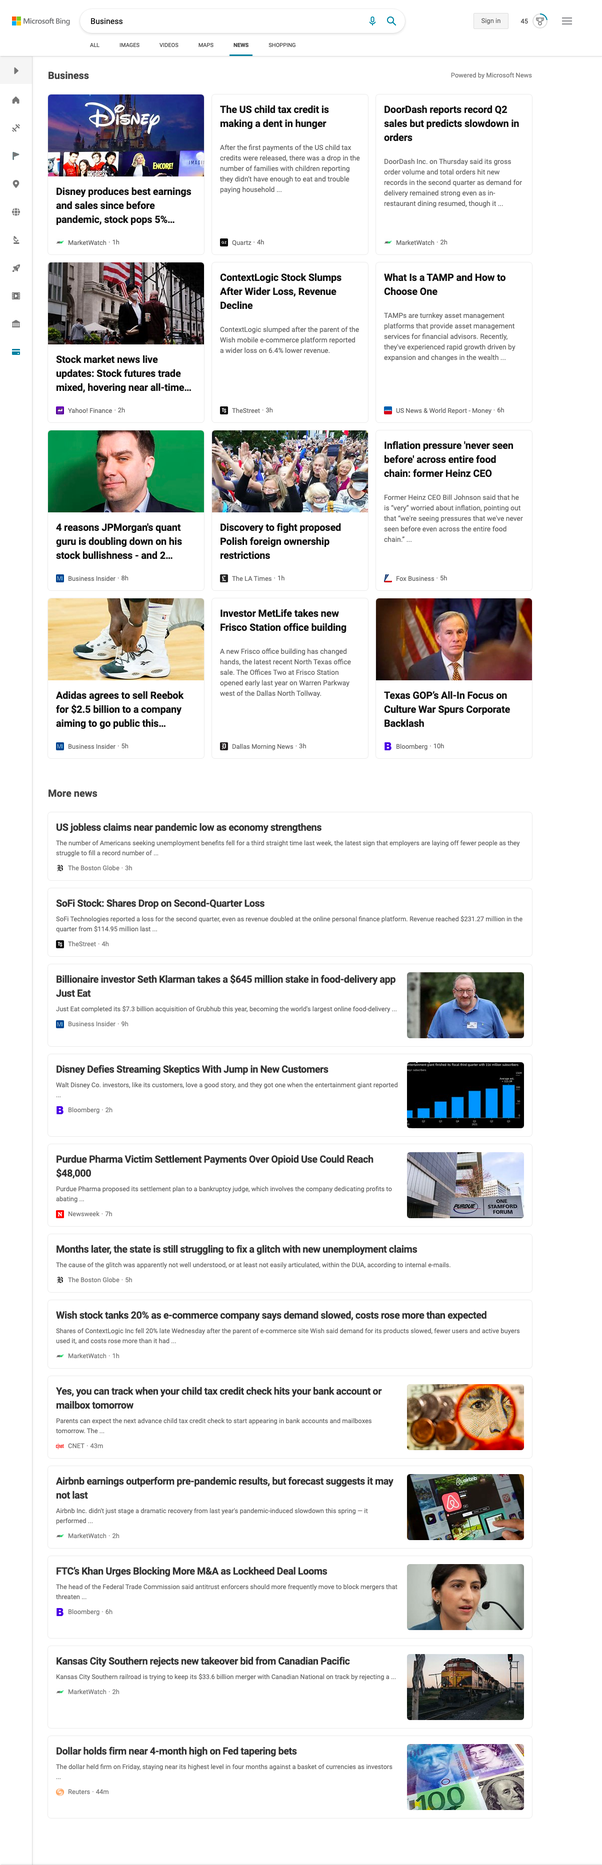 Microsoft Bing
Business
Sign in
45
ALL
IMAGES
VIDEOS
MAPS
NEWS
SHOPPING
Business
Powered by Microsoft News
Disney
ENCORE!
Disney produces best earnings
and sales since before
pandemic, stock pops 5%...
MarketWatch · 1h
The US child tax credit is
making a dent in hunger
After the first payments of the US child tax
credits were released, there was a drop in the
number of families with children reporting
they didn't have enough to eat and trouble
paying household ...
Quartz · 4h
DoorDash reports record Q2
sales but predicts slowdown in
orders
DoorDash Inc. on Thursday said its gross
order volume and total orders hit new
records in the second quarter as demand for
delivery remained strong even as in-
restaurant dining resumed, though it ...
MarketWatch · 2h
Stock market news live
updates: Stock futures trade
mixed, hovering near all-time...
Yahoo! Finance · 2h
ContextLogic Stock Slumps
After Wider Loss, Revenue
Decline
ContextLogic slumped after the parent of the
Wish mobile e-commerce platform reported
a wider loss on 6.4% lower revenue.
TheStreet · 3h
What Is a TAMP and How to
Choose One
TAMPs are turnkey asset management
platforms that provide asset management
services for financial advisors. Recently,
they've experienced rapid growth driven by
expansion and changes in the wealth ...
US News & World Report - Money · 6h
4 reasons JPMorgan's quant
guru is doubling down on his
stock bullishness - and 2...
Business Insider · 8h
Discovery to fight proposed
Polish foreign ownership
restrictions
The LA Times · 1h
Inflation pressure 'never seen
before' across entire food
chain: former Heinz CEO
Former Heinz CEO Bill Johnson said that he
is "very" worried about inflation, pointing out
that "we're seeing pressures that we've never
seen before even across the entire food
chain." ...
Fox Business · 5h
Adidas agrees to sell Reebok
for $2.5 billion to a company
aiming to go public this...
Business Insider · 5h
Investor MetLife takes new
Frisco Station office building
A new Frisco office building has changed
hands, the latest recent North Texas office
sale. The Offices Two at Frisco Station
opened early last year on Warren Parkway
west of the Dallas North Tollway.
Dallas Morning News · 3h
Texas GOP's All-In Focus on
Culture War Spurs Corporate
Backlash
Bloomberg · 10h
More news
US jobless claims near pandemic low as economy strengthens
The number of Americans seeking unemployment benefits fell for a third straight time last week, the latest sign that employers are laying off fewer people as they
struggle to fill a record number of ...
The Boston Globe · 3h
SoFi Stock: Shares Drop on Second-Quarter Loss
SoFi Technologies reported a loss for the second quarter, even as revenue doubled at the online personal finance platform. Revenue reached $231.27 million in the
quarter from $114.95 million last ...
TheStreet · 4h
Billionaire investor Seth Klarman takes a $645 million stake in food-delivery app
Just Eat
Just Eat completed its $7.3 billion acquisition of Grubhub this year, becoming the world's largest online food-delivery ...
Business Insider · 9h
Disney Defies Streaming Skeptics With Jump in New Customers
Walt Disney Co. investors, like its customers, love a good story, and they got one when the entertainment giant reported
...
Bloomberg · 2h
Purdue Pharma Victim Settlement Payments Over Opioid Use Could Reach
$48,000
Purdue Pharma proposed its settlement plan to a bankruptcy judge, which involves the company dedicating profits to
abating ...
Newsweek · 7h
PURDUE
ONE
STAMFORD
FORUM
Months later, the state is still struggling to fix a glitch with new unemployment claims
The cause of the glitch was apparently not well understood, or at least not easily articulated, within the DUA, according to internal e-mails.
The Boston Globe · 5h
Wish stock tanks 20% as e-commerce company says demand slowed, costs rose more than expected
Shares of ContextLogic Inc fell 20% late Wednesday after the parent of e-commerce site Wish said demand for its products slowed, fewer users and active buyers
used it, and costs rose more than it had ...
MarketWatch · 1h
Yes, you can track when your child tax credit check hits your bank account or
mailbox tomorrow
Parents can expect the next advance child tax credit check to start appearing in bank accounts and mailboxes
tomorrow. The ...
CNET · 43m
Airbnb earnings outperform pre-pandemic results, but forecast suggests it may
not last
Airbnb Inc. didn't just stage a dramatic recovery from last year's pandemic-induced slowdown this spring — it
performed ...
MarketWatch · 2h
airbnb
FTC's Khan Urges Blocking More M&A as Lockheed Deal Looms
The head of the Federal Trade Commission said antitrust enforcers should more frequently move to block mergers that
threaten ...
Bloomberg · 6h
Kansas City Southern rejects new takeover bid from Canadian Pacific
Kansas City Southern railroad is trying to keep its $33.6 billion merger with Canadian National on track by rejecting a ...
MarketWatch · 2h
Dollar holds firm near 4-month high on Fed tapering bets
The dollar held firm on Friday, staying near its highest level in four months against a basket of currencies as investors
...
Reuters · 44m
100